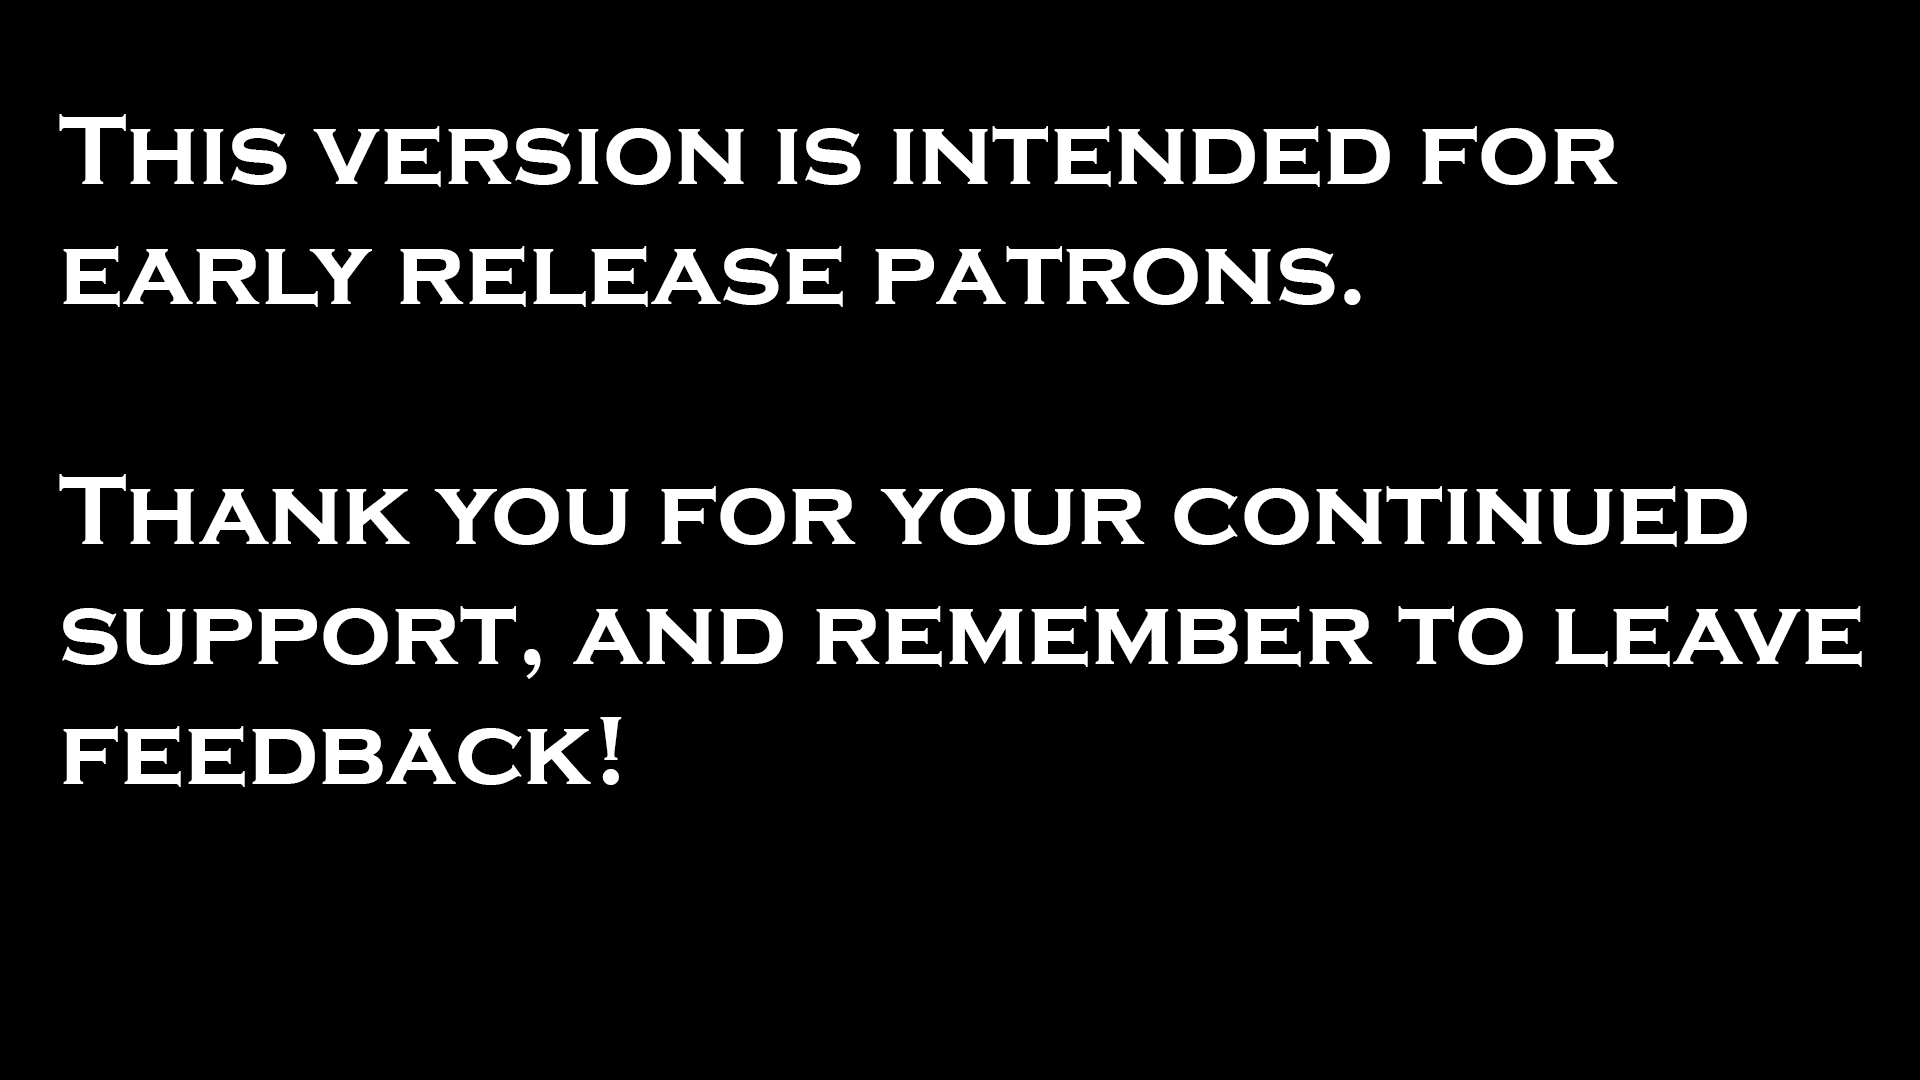 This version is intended for
early release patrons.
Thank you for your continued
support, and remember to leave
feedback!